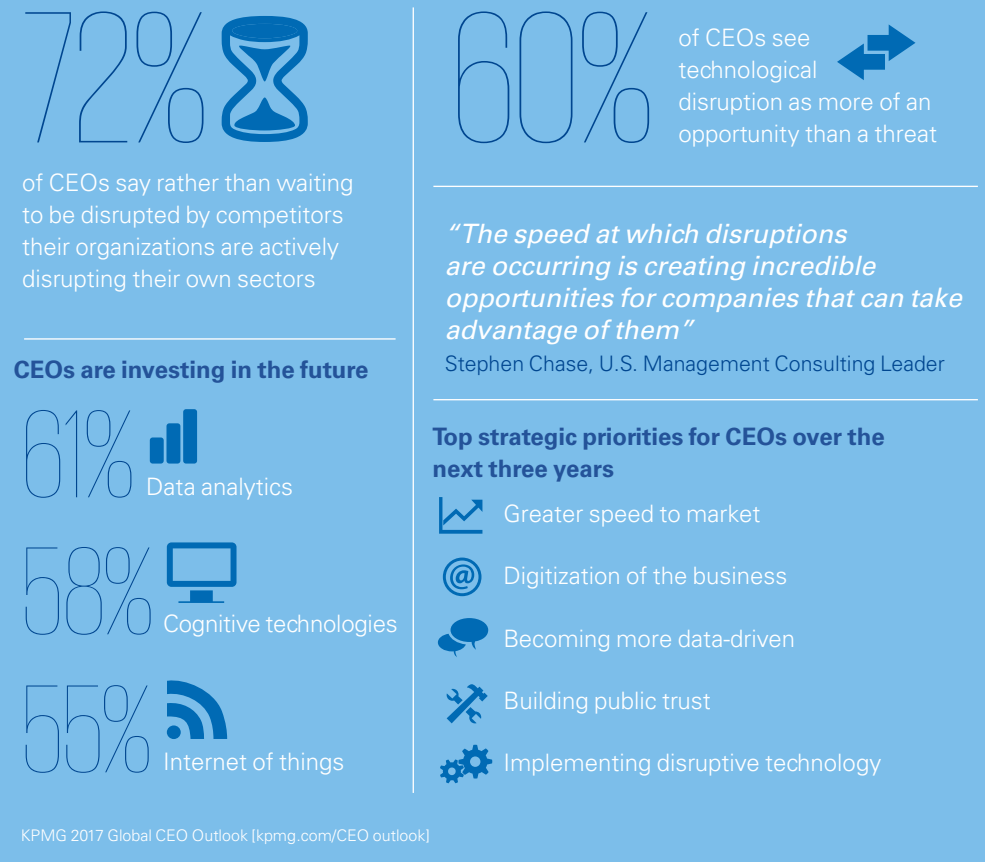 72%
of CEOs say rather than waiting
to be disrupted by competitors
their organizations are actively
disrupting their own sectors
CEOs are investing in the future
61%
Data analytics
58%
Cognitive technologies
55%
Internet of things
60%
of CEOs see
technological
disruption as more of an
opportunity than a threat
“The speed at which disruptions
are occurring is creating incredible
opportunities for companies that can take
advantage of them”
Stephen Chase, U.S. Management Consulting Leader
Top strategic priorities for CEOs over the
next three years
Greater speed to market
@
Digitization of the business
Becoming more data-driven
Building public trust
Implementing disruptive technology
KPMG 2017 Global CEO Outlook [kpmg.com/CEO outlook]